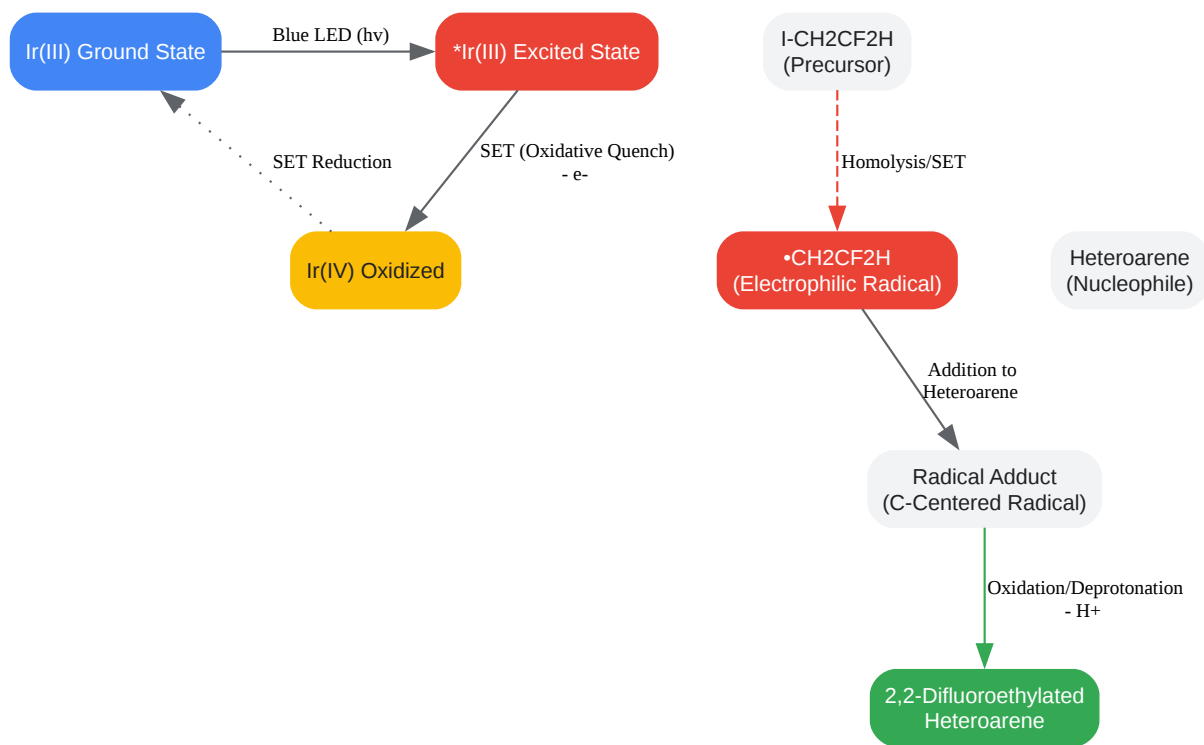 Ir(III) Ground State
Blue LED (hv)
*Ir(III) Excited State
I-CH2CF2H
(Precursor)
SET Reduction
SET (Oxidative Quench)
- e-
Homolysis/SET
Ir(IV) Oxidized
•CH2CF2H
(Electrophilic Radical)
Heteroarene
(Nucleophile)
Addition to
Heteroarene
Radical Adduct
(C-Centered Radical)
Oxidation/Deprotonation
- H+
2,2-Difluoroethylated
Heteroarene